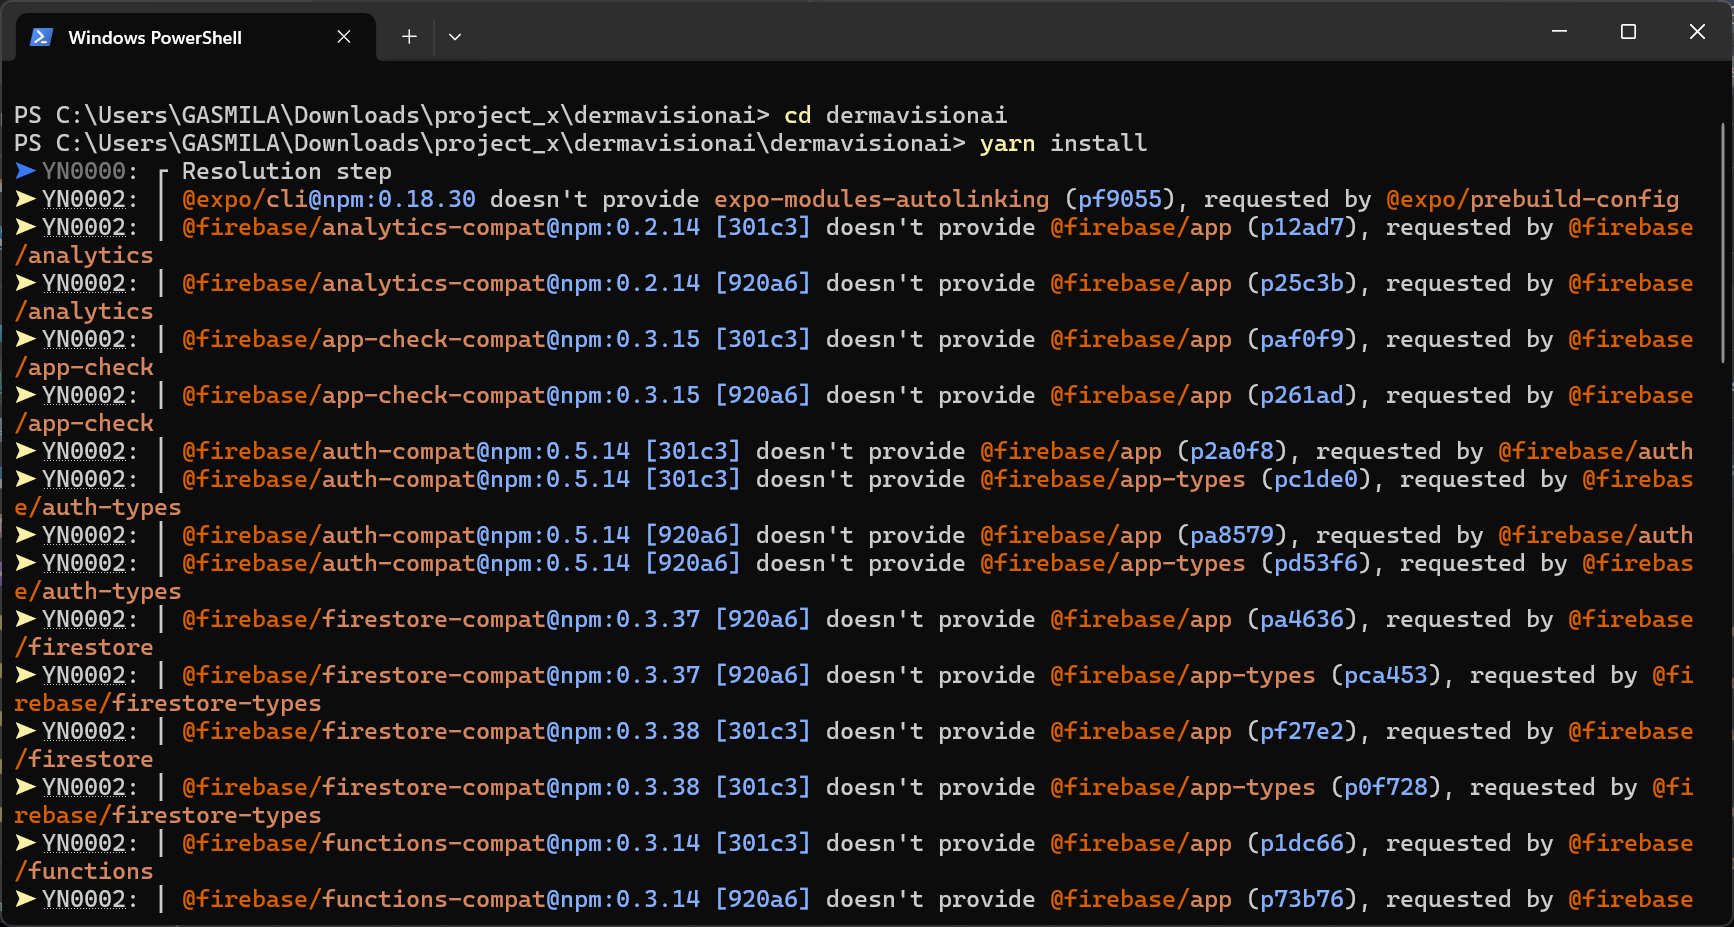 Windows PowerShell
PS C:\Users\GASMILA\Downloads\project_x\dermavisionai> cd dermavisionai
PS C:\Users\GASMILA\Downloads\project_x\dermavisionai\dermavisionai> yarn install
➤ YN0000: ┌ Resolution step
➤ YN0002: │ @expo/cli@npm:0.18.30 doesn't provide expo-modules-autolinking (pf9055), requested by @expo/prebuild-config
➤ YN0002: │ @firebase/analytics-compat@npm:0.2.14 [301c3] doesn't provide @firebase/app (p12ad7), requested by @firebase
/analytics
➤ YN0002: │ @firebase/analytics-compat@npm:0.2.14 [920a6] doesn't provide @firebase/app (p25c3b), requested by @firebase
/analytics
➤ YN0002: │ @firebase/app-check-compat@npm:0.3.15 [301c3] doesn't provide @firebase/app (paf0f9), requested by @firebase
/app-check
➤ YN0002: │ @firebase/app-check-compat@npm:0.3.15 [920a6] doesn't provide @firebase/app (p261ad), requested by @firebase
/app-check
➤ YN0002: │ @firebase/auth-compat@npm:0.5.14 [301c3] doesn't provide @firebase/app (p2a0f8), requested by @firebase/auth
➤ YN0002: │ @firebase/auth-compat@npm:0.5.14 [301c3] doesn't provide @firebase/app-types (pc1de0), requested by @firebas
e/auth-types
➤ YN0002: │ @firebase/auth-compat@npm:0.5.14 [920a6] doesn't provide @firebase/app (pa8579), requested by @firebase/auth
➤ YN0002: │ @firebase/auth-compat@npm:0.5.14 [920a6] doesn't provide @firebase/app-types (pd53f6), requested by @firebas
e/auth-types
➤ YN0002: │ @firebase/firestore-compat@npm:0.3.37 [920a6] doesn't provide @firebase/app (pa4636), requested by @firebase
/firestore
➤ YN0002: │ @firebase/firestore-compat@npm:0.3.37 [920a6] doesn't provide @firebase/app-types (pca453), requested by @fi
rebase/firestore-types
➤ YN0002: │ @firebase/firestore-compat@npm:0.3.38 [301c3] doesn't provide @firebase/app (pf27e2), requested by @firebase
/firestore
➤ YN0002: │ @firebase/firestore-compat@npm:0.3.38 [301c3] doesn't provide @firebase/app-types (p0f728), requested by @fi
rebase/firestore-types
➤ YN0002: │ @firebase/functions-compat@npm:0.3.14 [301c3] doesn't provide @firebase/app (p1dc66), requested by @firebase
/functions
➤ YN0002: │ @firebase/functions-compat@npm:0.3.14 [920a6] doesn't provide @firebase/app (p73b76), requested by @firebase